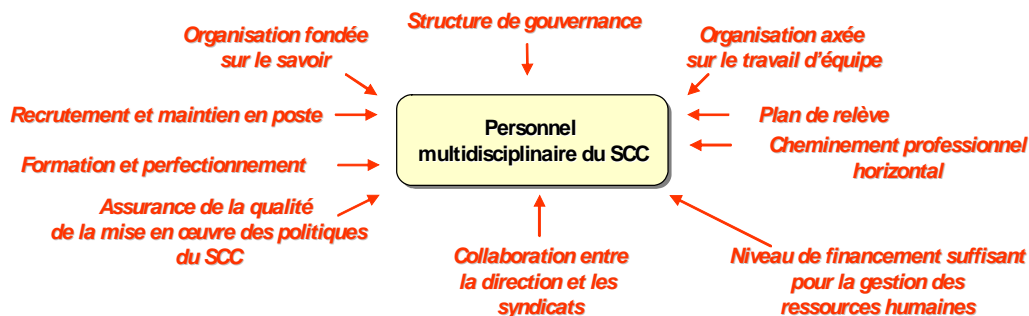 Structure de gouvernance
Organisation fondée
sur le savoir
Organisation axée
sur le travail d'équipe
Recrutement et maintien en poste
Personnel
multidisciplinaire du SCC
Plan de relève
Formation et perfectionnement
Cheminement professionnel
horizontal
Assurance de la qualité
de la mise en œuvre des politiques
du SCC
Collaboration entre
la direction et les
syndicats
Niveau de financement suffisant
pour la gestion des
ressources humaines